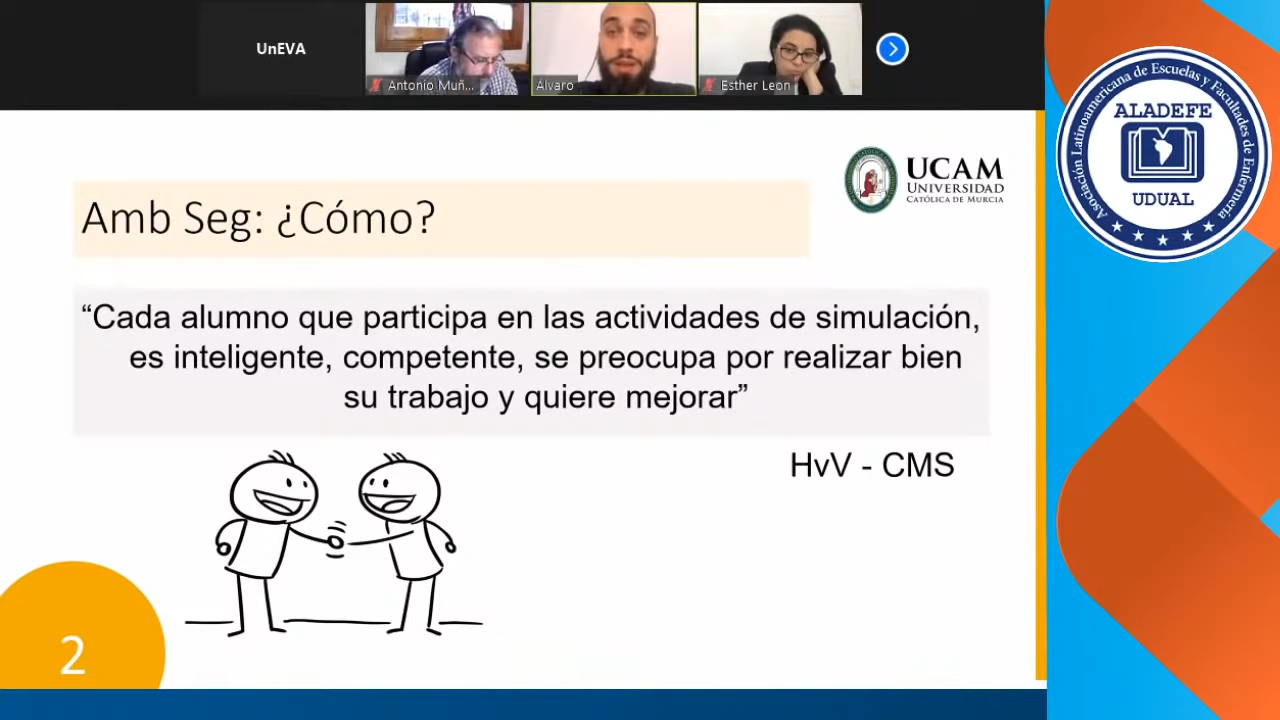 UnEVA
Antonio Muñ...
Alvaro
Esther Leon
Asociación Latinoamericana de Escuelas y Facultades de Enfermería
ALADEFE
UDUAL
UCAM
UNIVERSIDAD
CATÓLICA DE MURCIA
Amb Seg: ¿Cómo?
“Cada alumno que participa en las actividades de simulación,
es inteligente, competente, se preocupa por realizar bien
su trabajo y quiere mejorar”
HvV - CMS
2